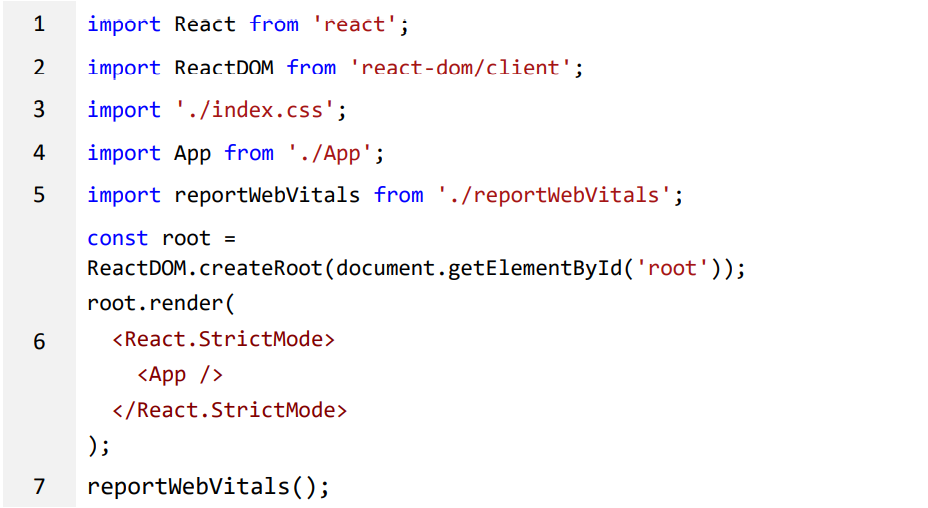 1 import React from 'react';
2 import ReactDOM from 'react-dom/client';
3 import './index.css';
4 import App from './App';
5 import reportWebVitals from './reportWebVitals';
const root =
ReactDOM.createRoot(document.getElementById('root'));
root.render(
6 <React.StrictMode>
<App />
</React.StrictMode>
);
7 reportWebVitals();